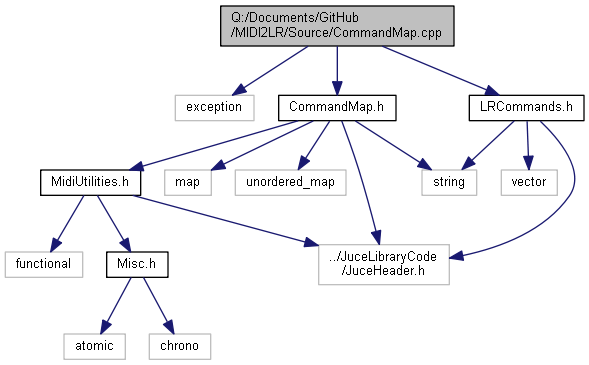 Q:/Documents/GitHub
/MIDI2LR/Source/CommandMap.cpp
exception
CommandMap.h
LRCommands.h
MidiUtilities.h
map
unordered_map
string
vector
functional
Misc.h
../JuceLibraryCode
/JuceHeader.h
atomic
chrono